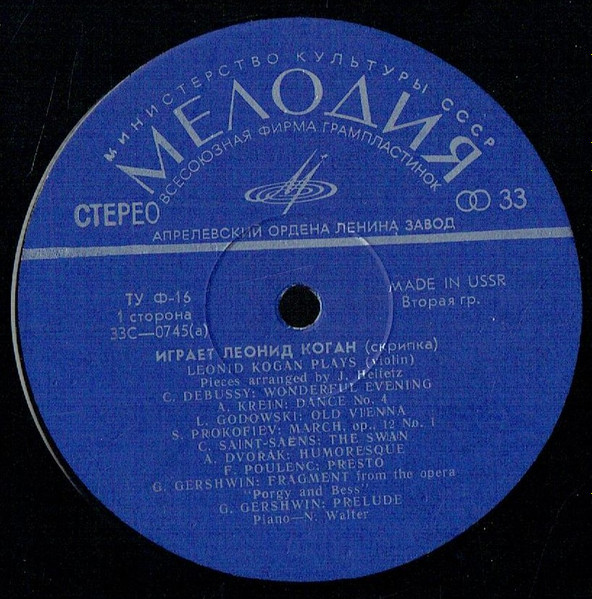 МИНИСТЕРСТВО КУЛЬТУРЫ СССР
МЕЛОДИЯ
ВСЕСОЮЗНАЯ ФИРМА ГРАМПЛАСТИНОК
СТЕРЕО
33
АПРЕЛЕВСКИЙ ОРДЕНА ЛЕНИНА ЗАВОД
ТУ Ф-16
1 сторона
33С—0745(а)
MADE IN USSR
Вторая гр.
ИГРАЕТ ЛЕОНИД КОГАН (скрипка)
LEONID KOGAN PLAYS (violin)
Pieces arranged by J. Heifetz
C. DEBUSSY: WONDERFUL EVENING
A. KREIN: DANCE No. 4
L. GODOWSKI: OLD VIENNA
S. PROKOFIEV: MARCH, op., 12 No. 1
C. SAINT-SAENS: THE SWAN
A. DVORÁK: HUMORESQUE
F. POULENC: PRESTO
G. GERSHWIN: FRAGMENT from the opera
"Porgy and Bess"
G. GERSHWIN: PRELUDE
Piano—N. Walter